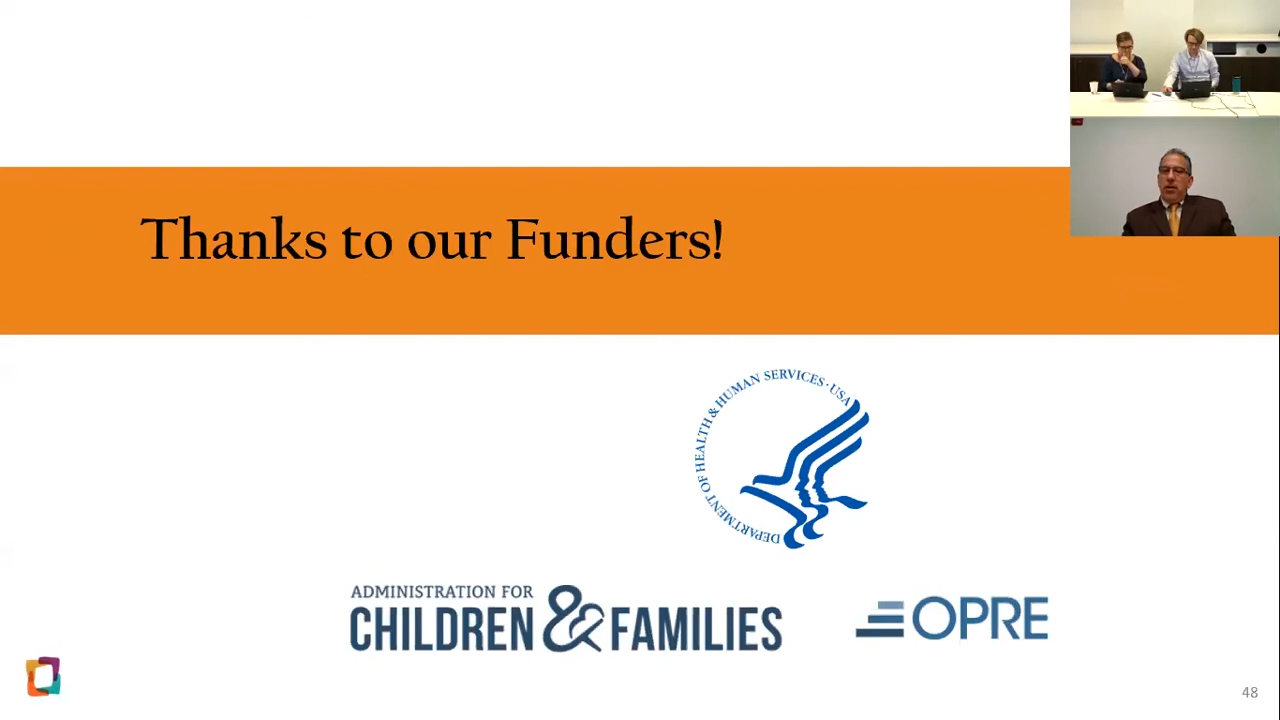 Thanks to our Funders!
DEPARTMENT OF HEALTH & HUMAN SERVICES · USA
ADMINISTRATION FOR
CHILDREN & FAMILIES
OPRE
48